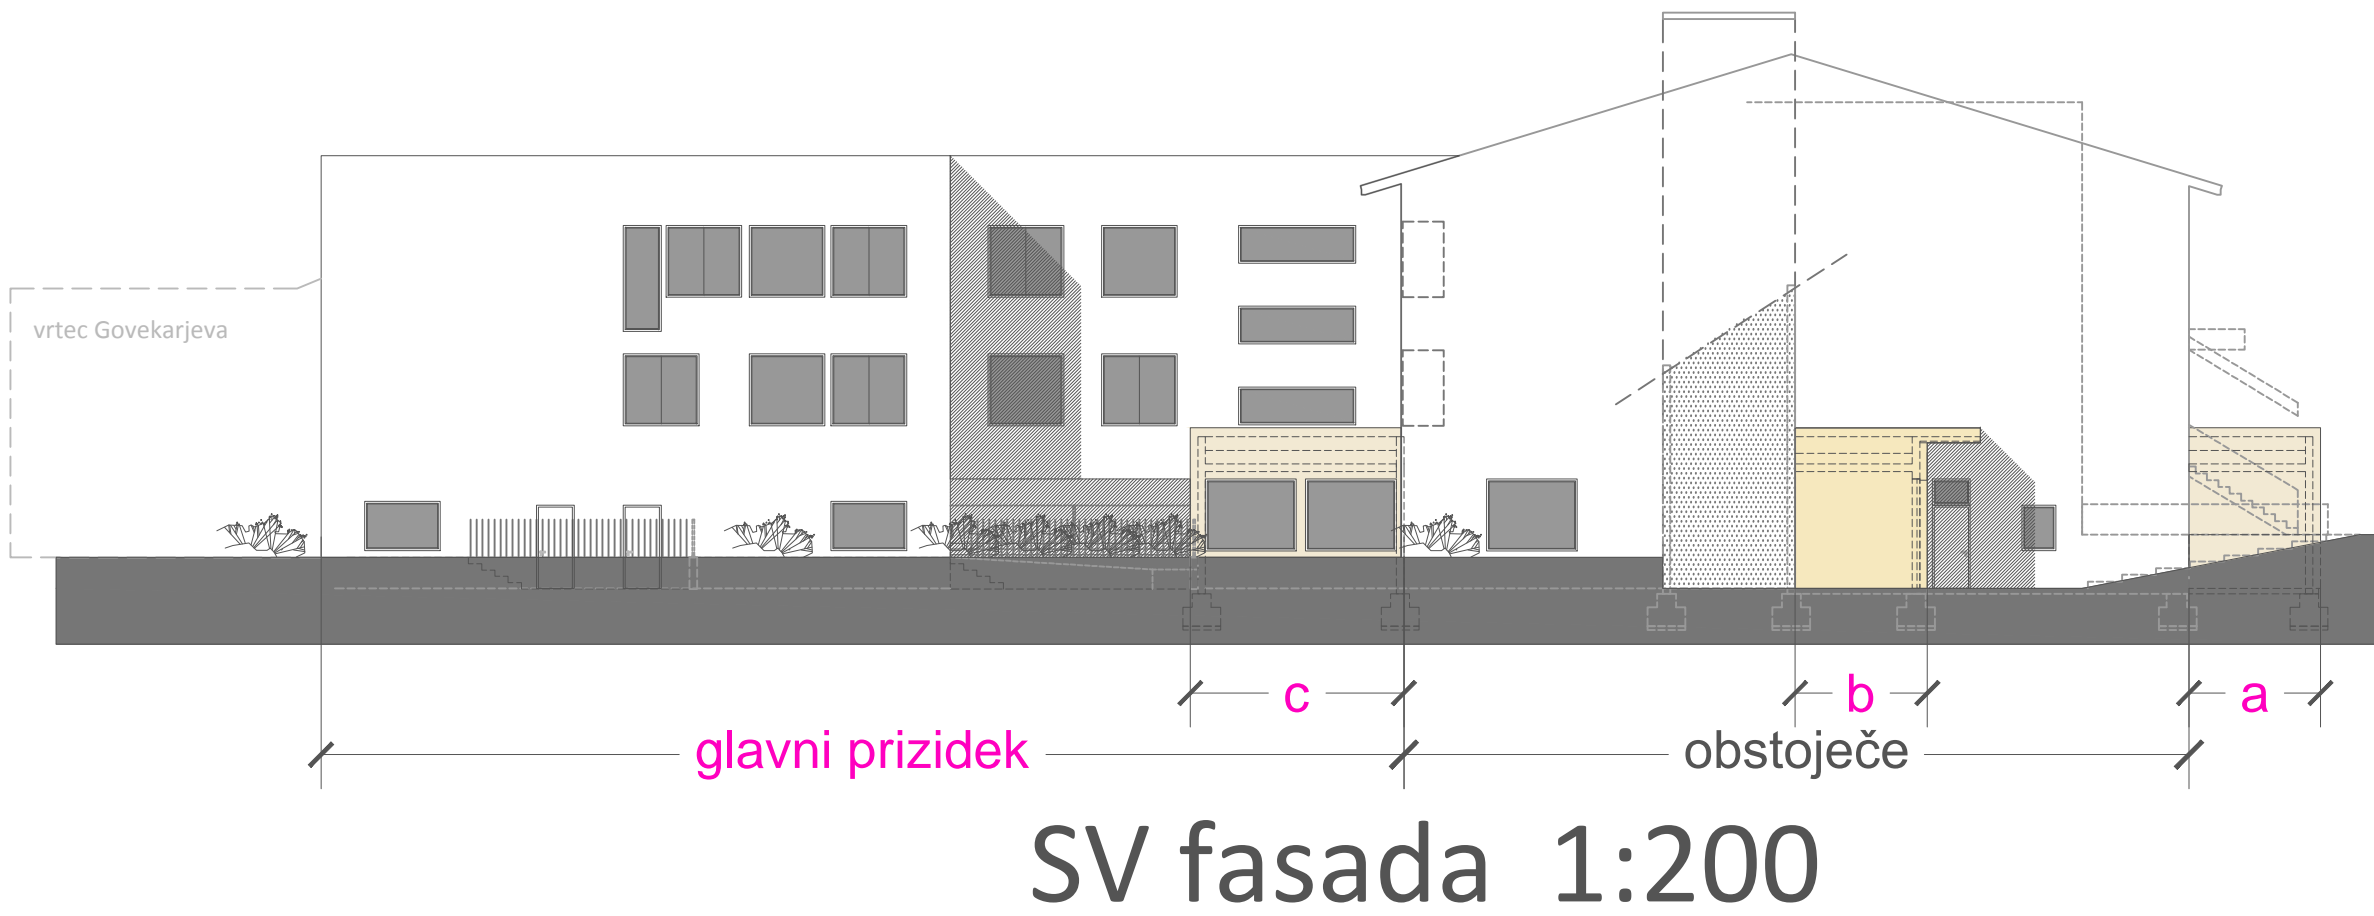 vrtec Govekarjeva
c
b
a
glavni prizidek
obstoječe
SV fasada 1:200